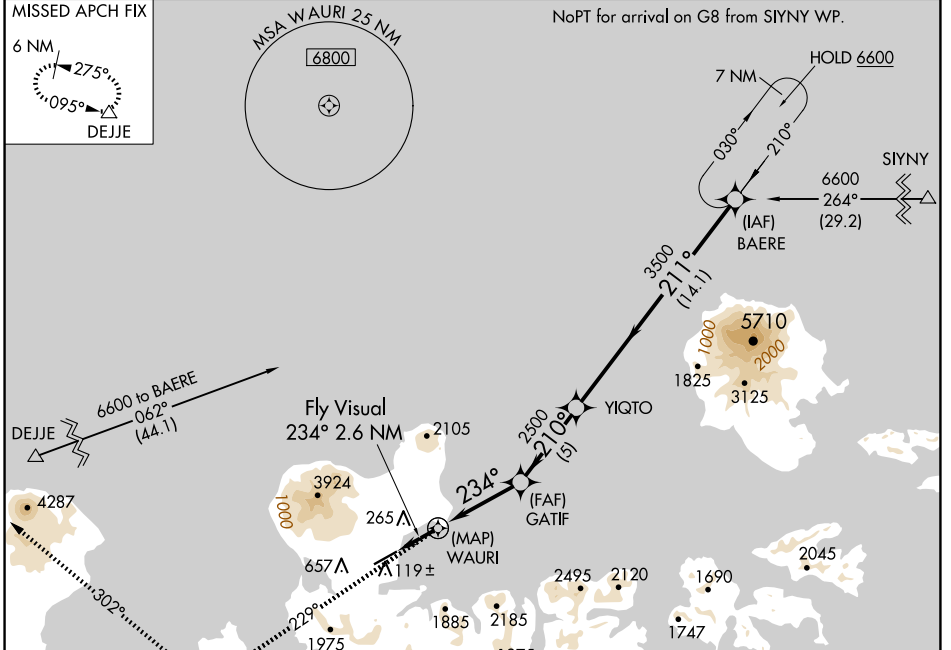 MISSED APCH FIX
6 NM
275°
095°
DEJJE
MSA WAURI 25 NM
6800
NoPT for arrival on G8 from SIYNY WP.
HOLD 6600
7 NM
030°
210°
SIYNY
6600
264°
(29.2)
(IAF)
BAERE
3500
211°
(14.1)
5710
1000
2000
1825
3125
6600 to BAERE
062°
(44.1)
DEJJE
Fly Visual
234° 2.6 NM
2105
YIQTO
2500
210°
(5)
234°
(FAF)
GATIF
3924
1000
4287
265
(MAP)
WAURI
657
119 ±
302°
229°
1975
1885
2185
2495
2120
1690
2045
1747